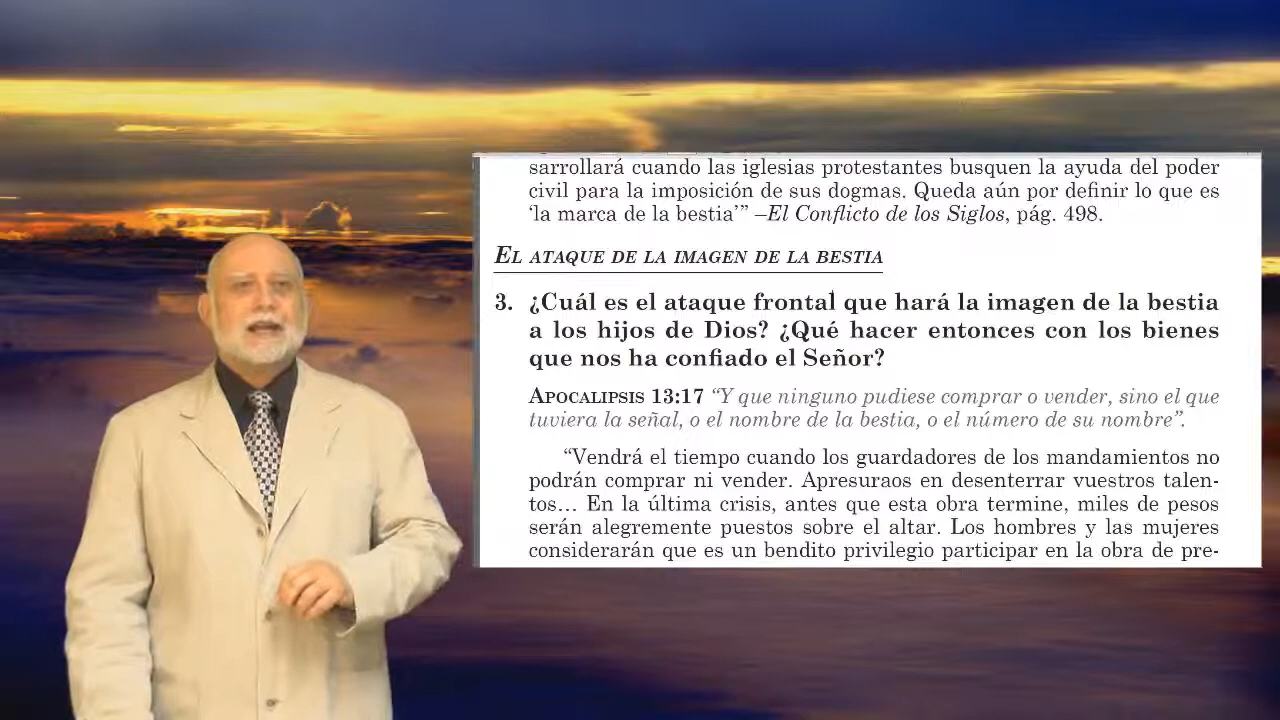 sarrollará cuando las iglesias protestantes busquen la ayuda del poder
civil para la imposición de sus dogmas. Queda aún por definir lo que es
‘la marca de la bestia’” –El Conflicto de los Siglos, pág. 498.
EL ATAQUE DE LA IMAGEN DE LA BESTIA
3. ¿Cuál es el ataque frontal que hará la imagen de la bestia
a los hijos de Dios? ¿Qué hacer entonces con los bienes
que nos ha confiado el Señor?
APOCALIPSIS 13:17 “Y que ninguno pudiese comprar o vender, sino el que
tuviera la señal, o el nombre de la bestia, o el número de su nombre”.
“Vendrá el tiempo cuando los guardadores de los mandamientos no
podrán comprar ni vender. Apresuraos en desenterrar vuestros talen-
tos… En la última crisis, antes que esta obra termine, miles de pesos
serán alegremente puestos sobre el altar. Los hombres y las mujeres
considerarán que es un bendito privilegio participar en la obra de pre-